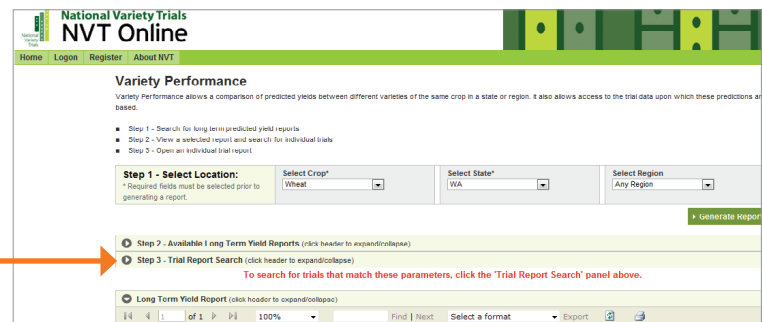 National Variety Trials
NVT Online
National
Variety
Trials
Home Logon Register About NVT
Variety Performance
Variety Performance allows a comparison of predicted yields between different varieties of the same crop in a state or region. It also allows access to the trial data upon which these predictions ar
based.
Step 1 - Search for long term predicted yield reports
Step 2 - View a selected report and search for individual trials
Step 3 - Open an individual trial report
Step 1 - Select Location:
* Required fields must be selected prior to
generating a report.
Select Crop*
Wheat
Select State*
WA
Select Region
Any Region
Generate Repor
Step 2 - Available Long Term Yield Reports (click header to expand/collapse)
Step 3 - Trial Report Search (click header to expand/collapse)
To search for trials that match these parameters, click the 'Trial Report Search' panel above.
Long Term Yield Report (click header to expand/collapse)
1 of 1 100% Find | Next Select a format Export